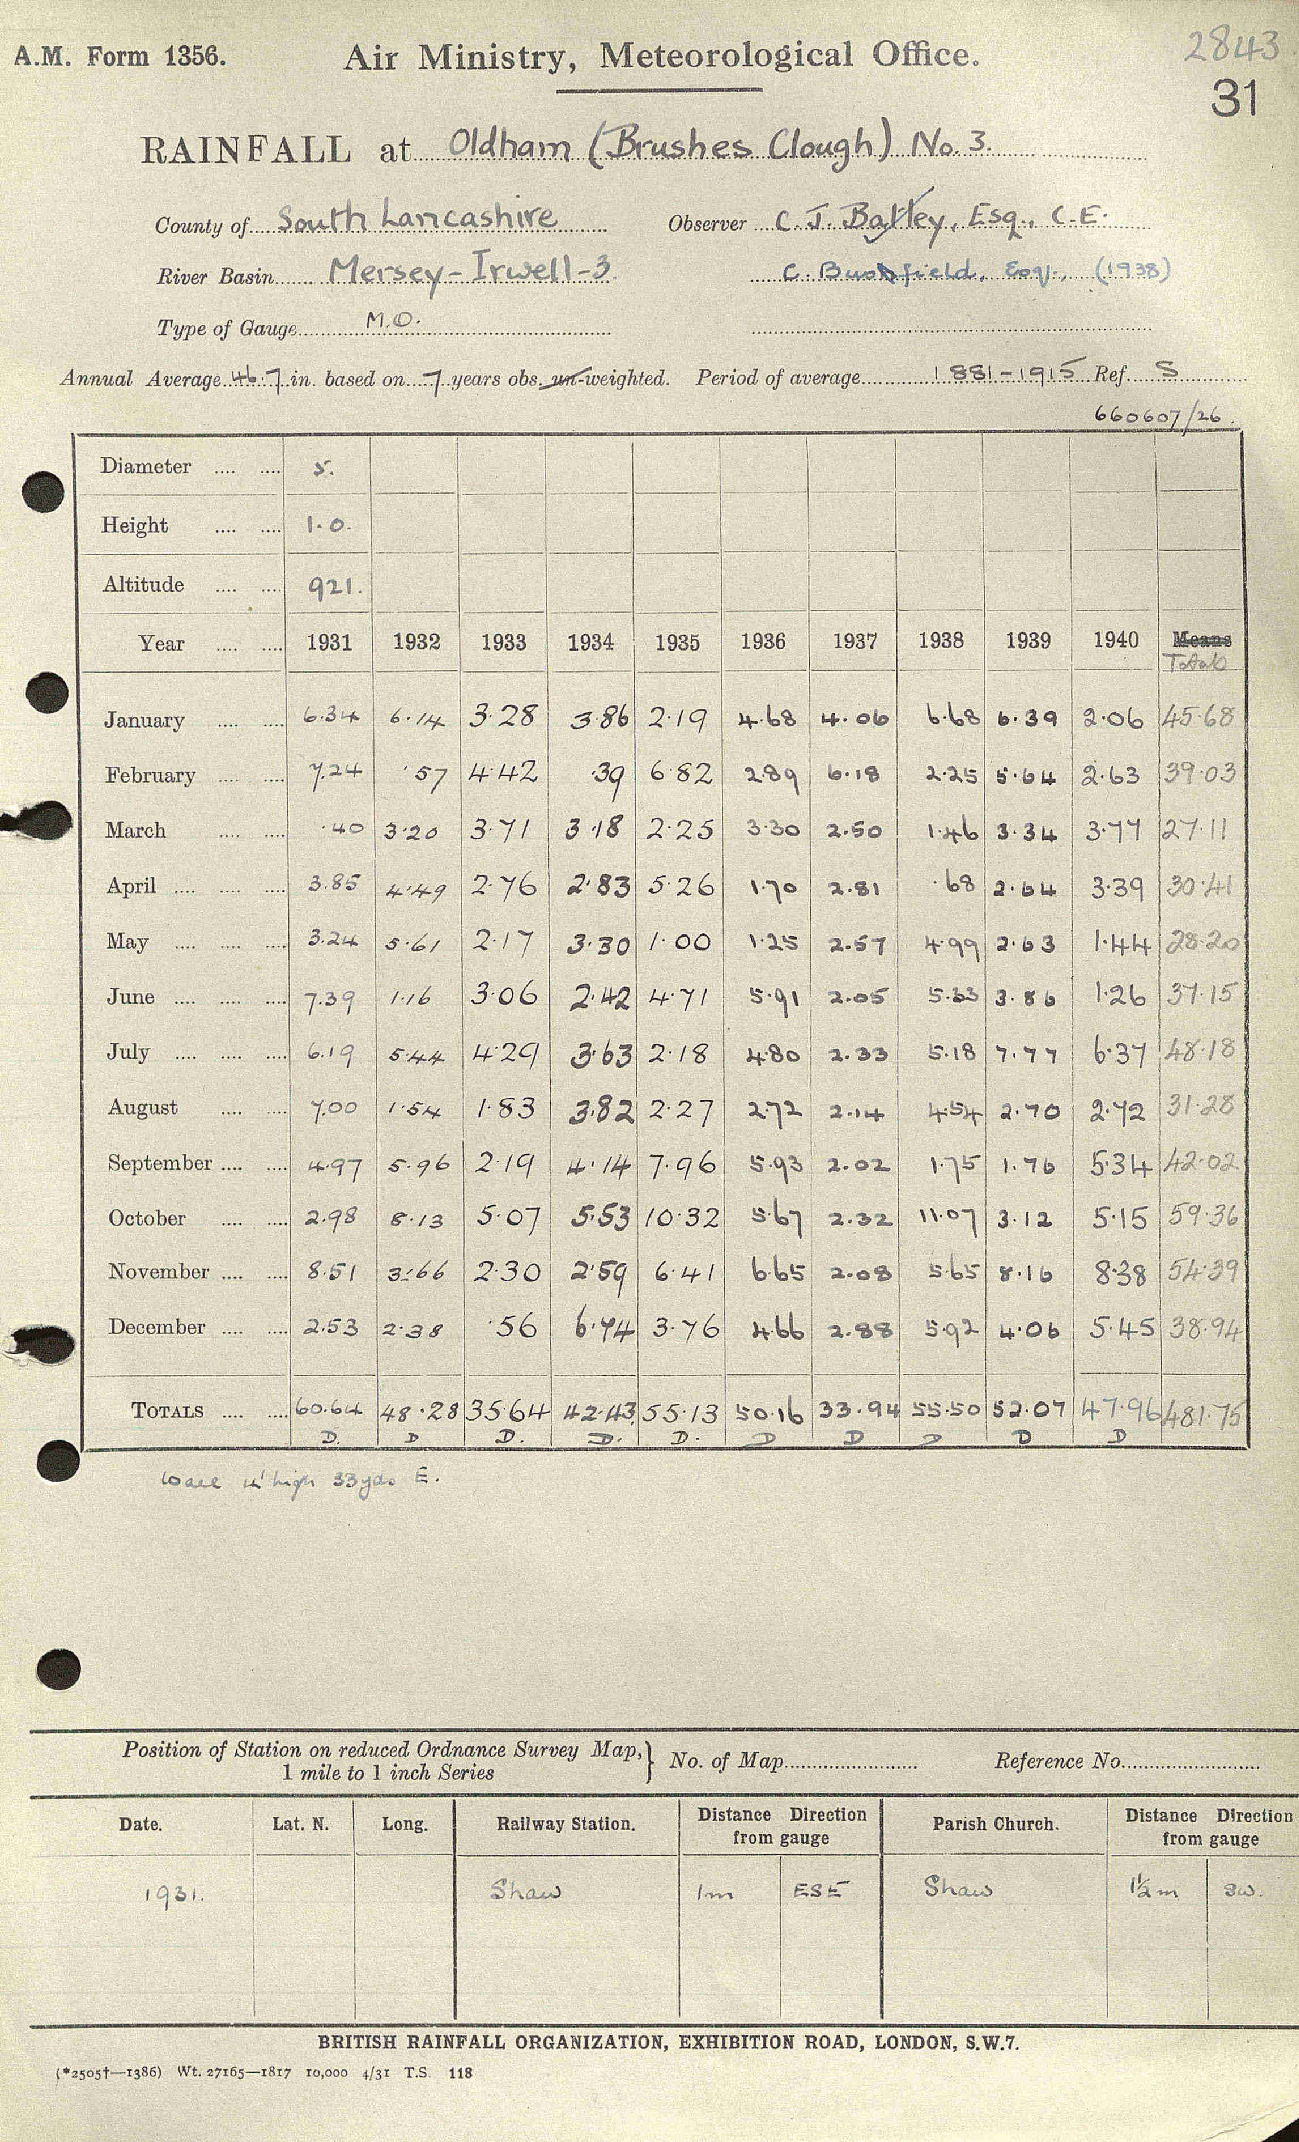 A.M. Form 1356. Air Ministry, Meteorological Office. 2843
31
RAINFALL at Oldham (Brushes Clough) No. 3.
County of South Lancashire Observer C. J. Batley, Esq., C.E.
River Basin Mersey-Irwell-3 C. Esq., (1938)
Type of Gauge M.O.
Annual Average 46.7 in. based on 7 years obs. un-weighted. Period of average 1881-1915 Ref. S
660607/26.
Diameter 5.
Height 1.0.
Altitude 921.
Year 1931 1932 1933 1934 1935 1936 1937 1938 1939 1940 Means
Totals
January 6.34 6.14 3.28 3.86 2.19 4.68 4.06 6.68 6.39 2.06 45.68
February 7.24 .57 4.42 .39 6.82 2.89 6.18 2.25 5.64 2.63 39.03
March .40 3.20 3.71 3.18 2.25 3.30 2.50 1.46 3.34 3.77 27.11
April 3.85 4.49 2.76 2.83 5.26 1.70 2.81 .68 2.64 3.39 30.41
May 3.24 5.61 2.17 3.30 1.00 1.25 2.57 4.99 2.63 1.44 28.20
June 7.39 1.16 3.06 2.42 4.71 5.91 2.05 5.33 3.86 1.26 37.15
July 6.19 5.44 4.29 3.63 2.18 4.80 2.33 5.18 7.77 6.37 48.18
August 7.00 1.54 1.83 3.82 2.27 2.72 2.14 4.54 2.70 2.72 31.28
September 4.97 5.96 2.19 4.14 7.96 5.93 2.02 1.75 1.76 5.34 42.02
October 2.98 8.13 5.07 5.53 10.32 5.67 2.32 11.07 3.12 5.15 59.36
November 8.51 3.66 2.30 2.59 6.41 6.65 2.08 5.65 8.16 8.38 54.39
December 2.53 2.38 .56 6.74 3.76 4.66 2.88 5.92 4.06 5.45 38.94
TOTALS 60.64 48.28 35.64 42.43 55.13 50.16 33.94 55.50 52.07 47.96 481.75
D. D D. D. D. D D D D D
Wall 4' high 33yds E.
Position of Station on reduced Ordnance Survey Map, } No. of Map Reference No.
1 mile to 1 inch Series
Date. Lat. N. Long. Railway Station. Distance Direction Parish Church. Distance Direction
from gauge from gauge
1931. Shaw 1m ESE Shaw 1½m SW.
BRITISH RAINFALL ORGANIZATION, EXHIBITION ROAD, LONDON, S.W.7.
(*2505†—1386) Wt. 27165—1817 10,000 4/31 T.S. 118